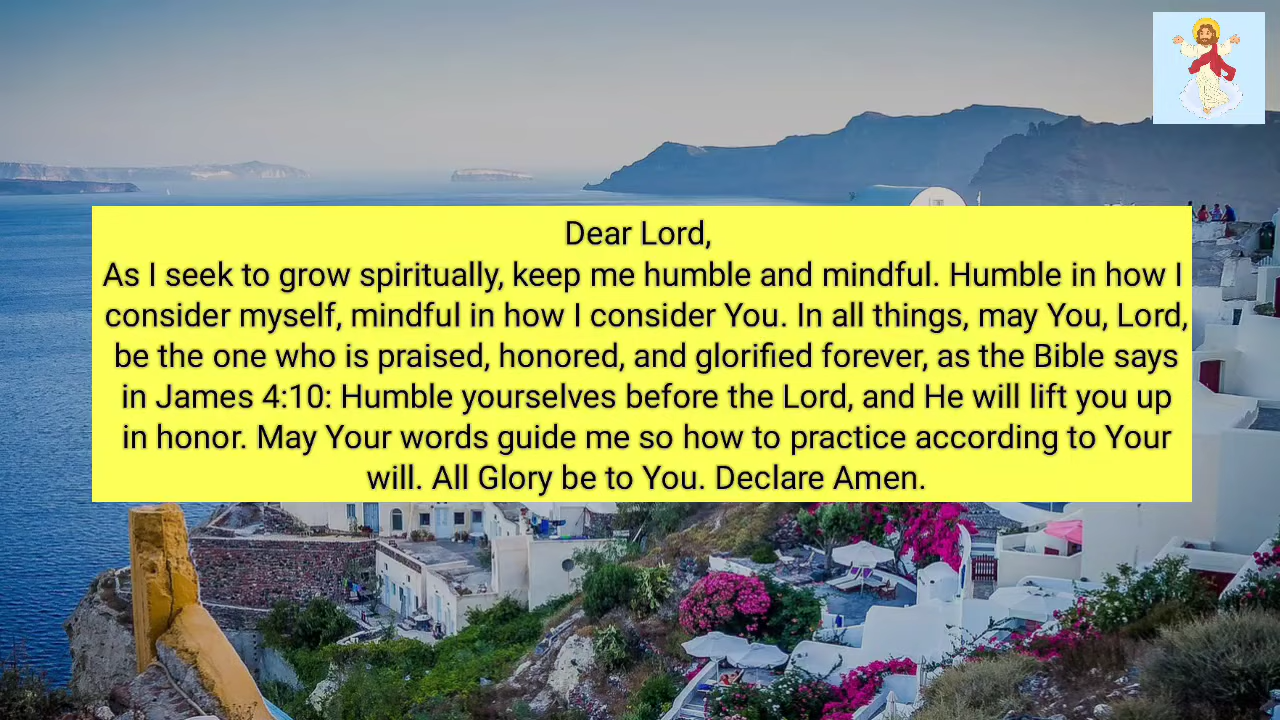 Dear Lord,
As I seek to grow spiritually, keep me humble and mindful. Humble in how I
consider myself, mindful in how I consider You. In all things, may You, Lord,
be the one who is praised, honored, and glorified forever, as the Bible says
in James 4:10: Humble yourselves before the Lord, and He will lift you up
in honor. May Your words guide me so how to practice according to Your
will. All Glory be to You. Declare Amen.